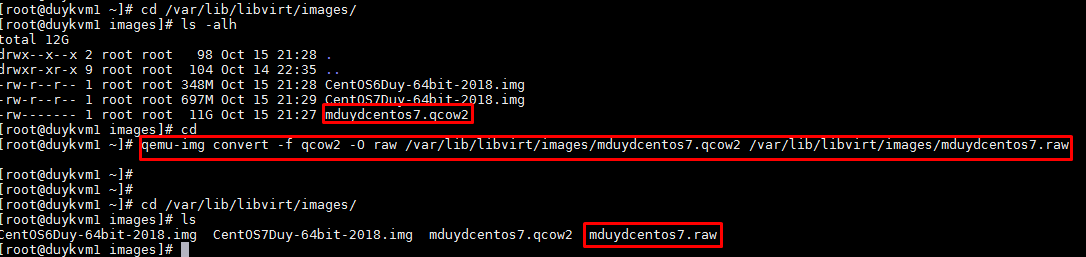 [root@duykvm1 ~]# cd /var/lib/libvirt/images/
[root@duykvm1 images]# ls -alh
total 12G
drwx--x--x 2 root root   98 Oct 15 21:28 .
drwxr-xr-x 9 root root  104 Oct 14 22:35 ..
-rw-r--r-- 1 root root 348M Oct 15 21:28 CentOS6Duy-64bit-2018.img
-rw-r--r-- 1 root root 697M Oct 15 21:29 CentOS7Duy-64bit-2018.img
-rw------- 1 root root  11G Oct 15 21:27 mduydcentos7.qcow2
[root@duykvm1 images]# cd
[root@duykvm1 ~]# qemu-img convert -f qcow2 -O raw /var/lib/libvirt/images/mduydcentos7.qcow2 /var/lib/libvirt/images/mduydcentos7.raw
[root@duykvm1 ~]#
[root@duykvm1 ~]#
[root@duykvm1 ~]# cd /var/lib/libvirt/images/
[root@duykvm1 images]# ls
CentOS6Duy-64bit-2018.img  CentOS7Duy-64bit-2018.img  mduydcentos7.qcow2  mduydcentos7.raw
[root@duykvm1 images]#